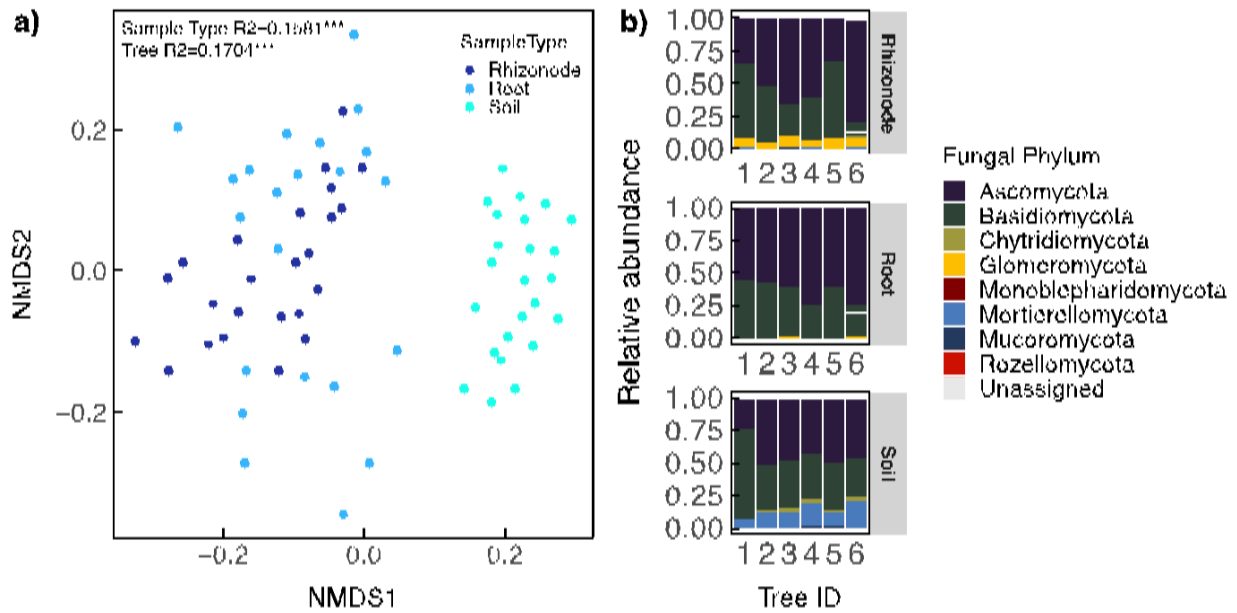 a)
Sample Type R2=0.1581***
Tree R2=0.1704***
SampleType
Rhizonode
Root
Soil
0.2
0.0
−0.2
NMDS2
−0.2
0.0
0.2
NMDS1
b)
Relative abundance
1.00
0.75
0.50
0.25
0.00
1 2 3 4 5 6
Rhizonode
1.00
0.75
0.50
0.25
0.00
1 2 3 4 5 6
Root
1.00
0.75
0.50
0.25
0.00
1 2 3 4 5 6
Soil
Tree ID
Fungal Phylum
Ascomycota
Basidiomycota
Chytridiomycota
Glomeromycota
Monoblepharidomycota
Mortierellomycota
Mucoromycota
Rozellomycota
Unassigned